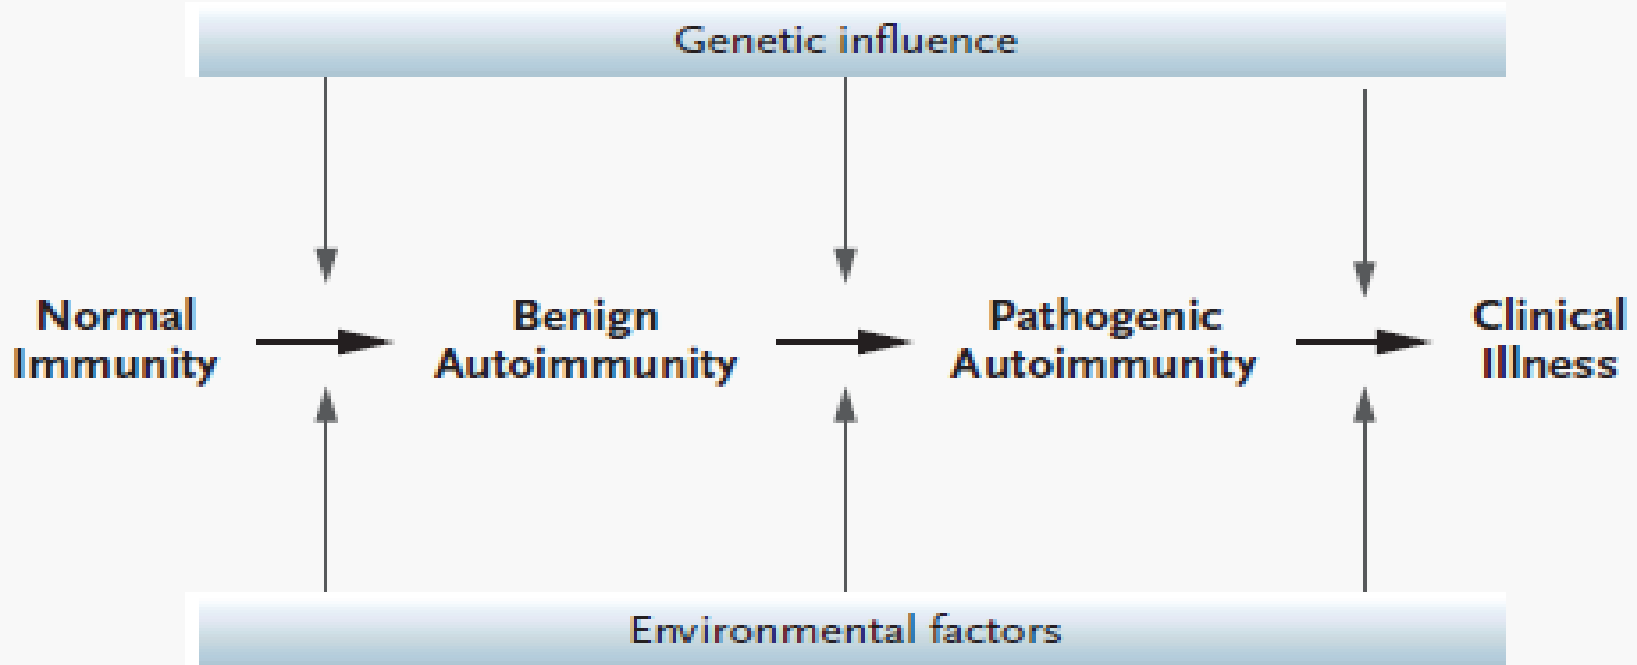 Genetic influence
Normal
Immunity
Benign
Autoimmunity
Pathogenic
Autoimmunity
Clinical
Illness
Environmental factors